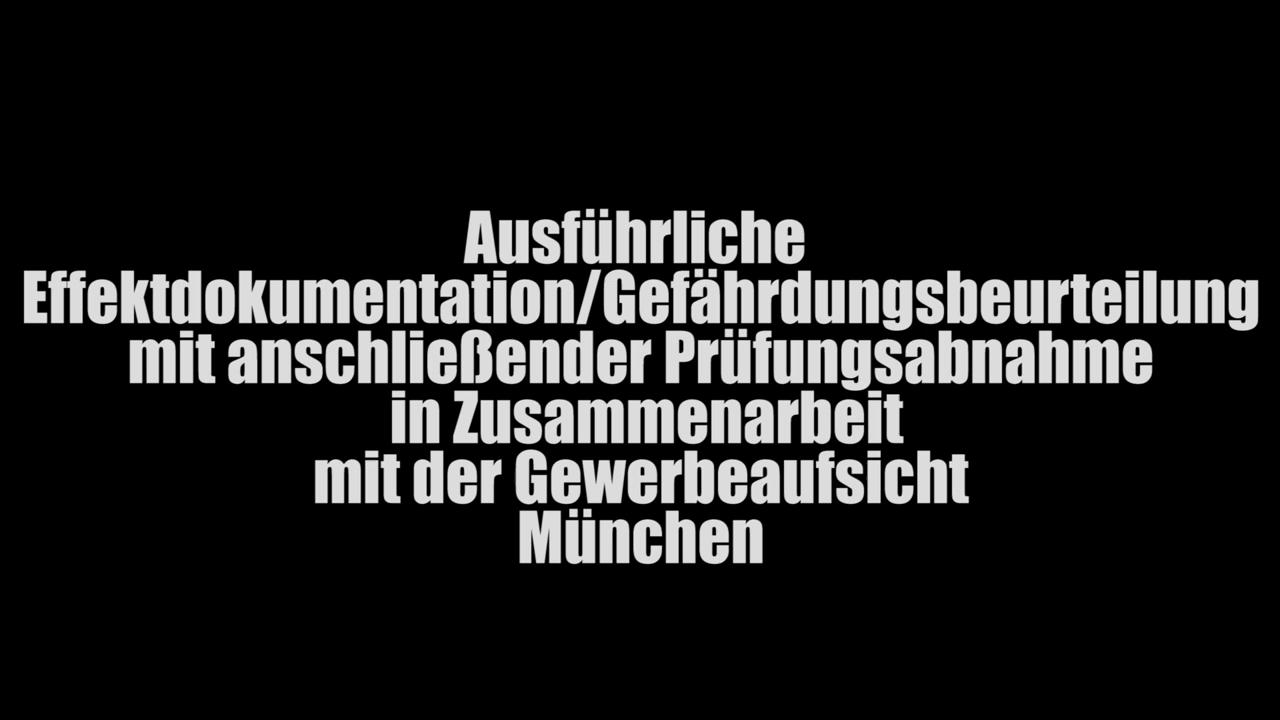 Ausführliche
Effektdokumentation/Gefährdungsbeurteilung
mit anschließender Prüfungsabnahme
in Zusammenarbeit
mit der Gewerbeaufsicht
München